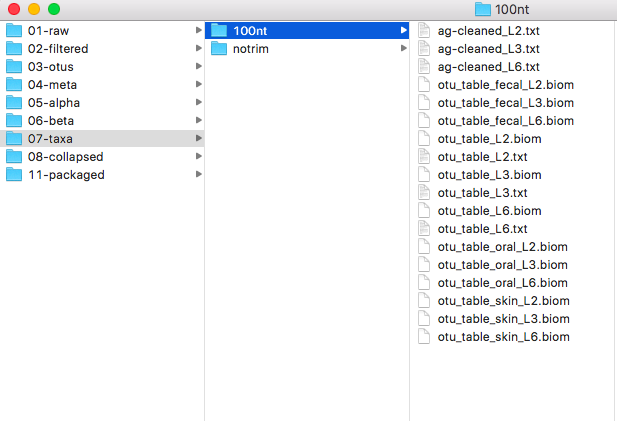 100nt
01-raw
02-filtered
03-otus
04-meta
05-alpha
06-beta
07-taxa
08-collapsed
11-packaged
100nt
notrim
ag-cleaned_L2.txt
ag-cleaned_L3.txt
ag-cleaned_L6.txt
otu_table_fecal_L2.biom
otu_table_fecal_L3.biom
otu_table_fecal_L6.biom
otu_table_L2.biom
otu_table_L2.txt
otu_table_L3.biom
otu_table_L3.txt
otu_table_L6.biom
otu_table_L6.txt
otu_table_oral_L2.biom
otu_table_oral_L3.biom
otu_table_oral_L6.biom
otu_table_skin_L2.biom
otu_table_skin_L3.biom
otu_table_skin_L6.biom